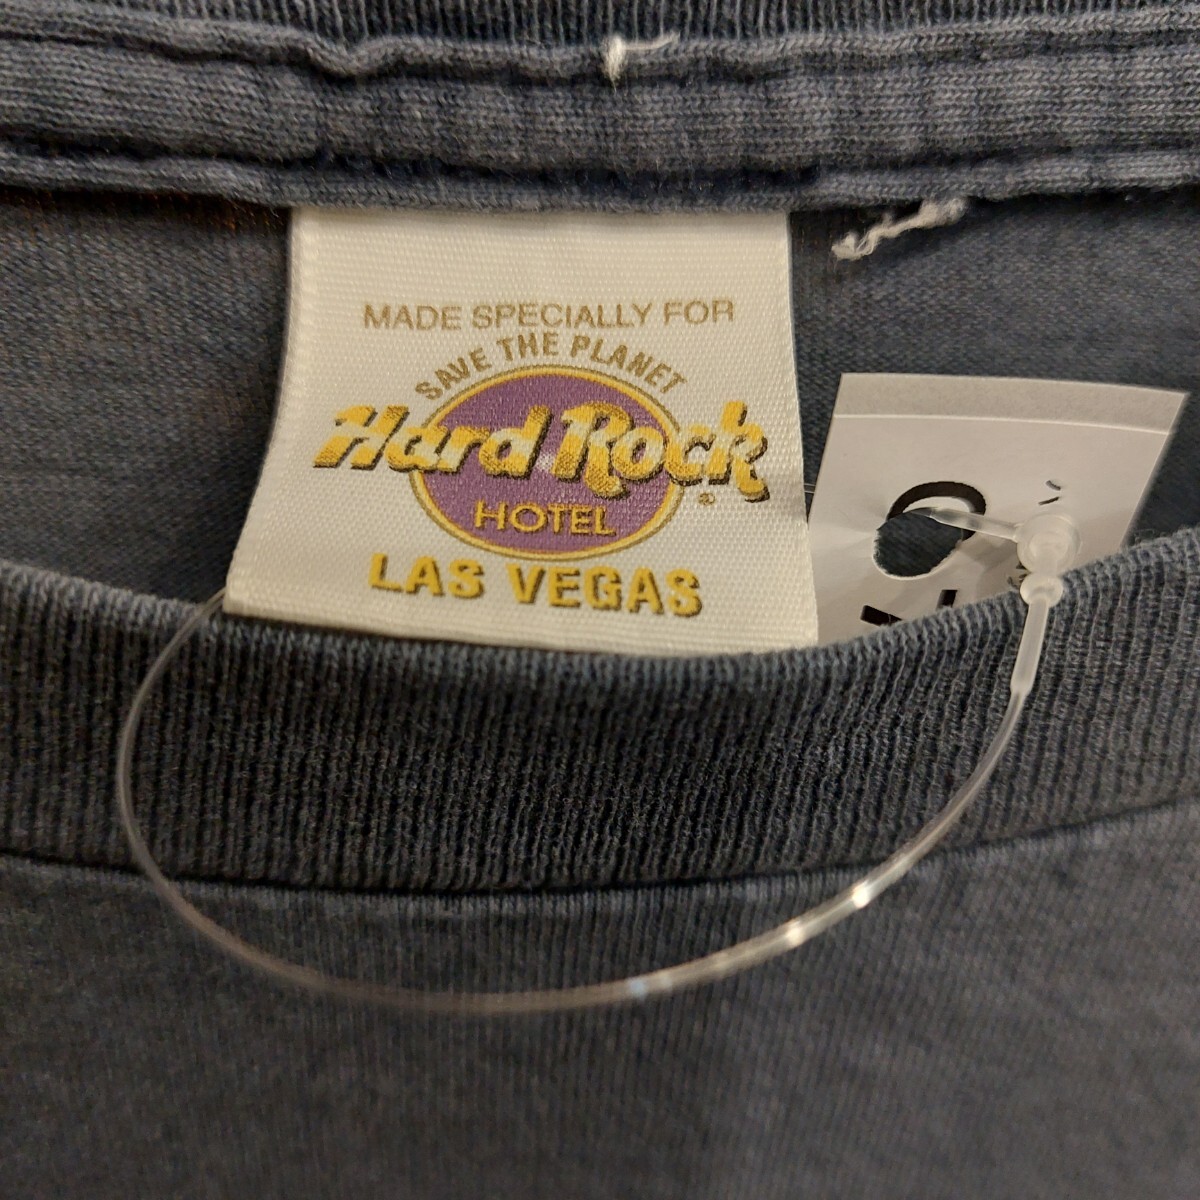 MADE SPECIALLY FOR
SAVE THE PLANET
Hard Rock
®
HOTEL
LAS VEGAS